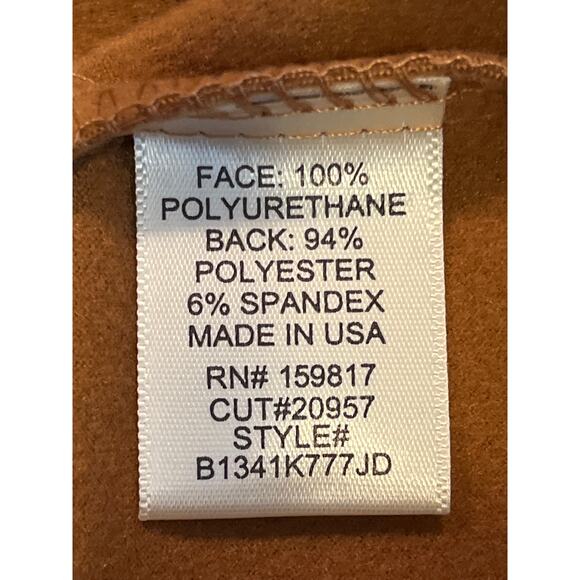 FACE: 100%
POLYURETHANE
BACK: 94%
POLYESTER
6% SPANDEX
MADE IN USA
RN# 159817
CUT#20957
STYLE#
B1341K777JD